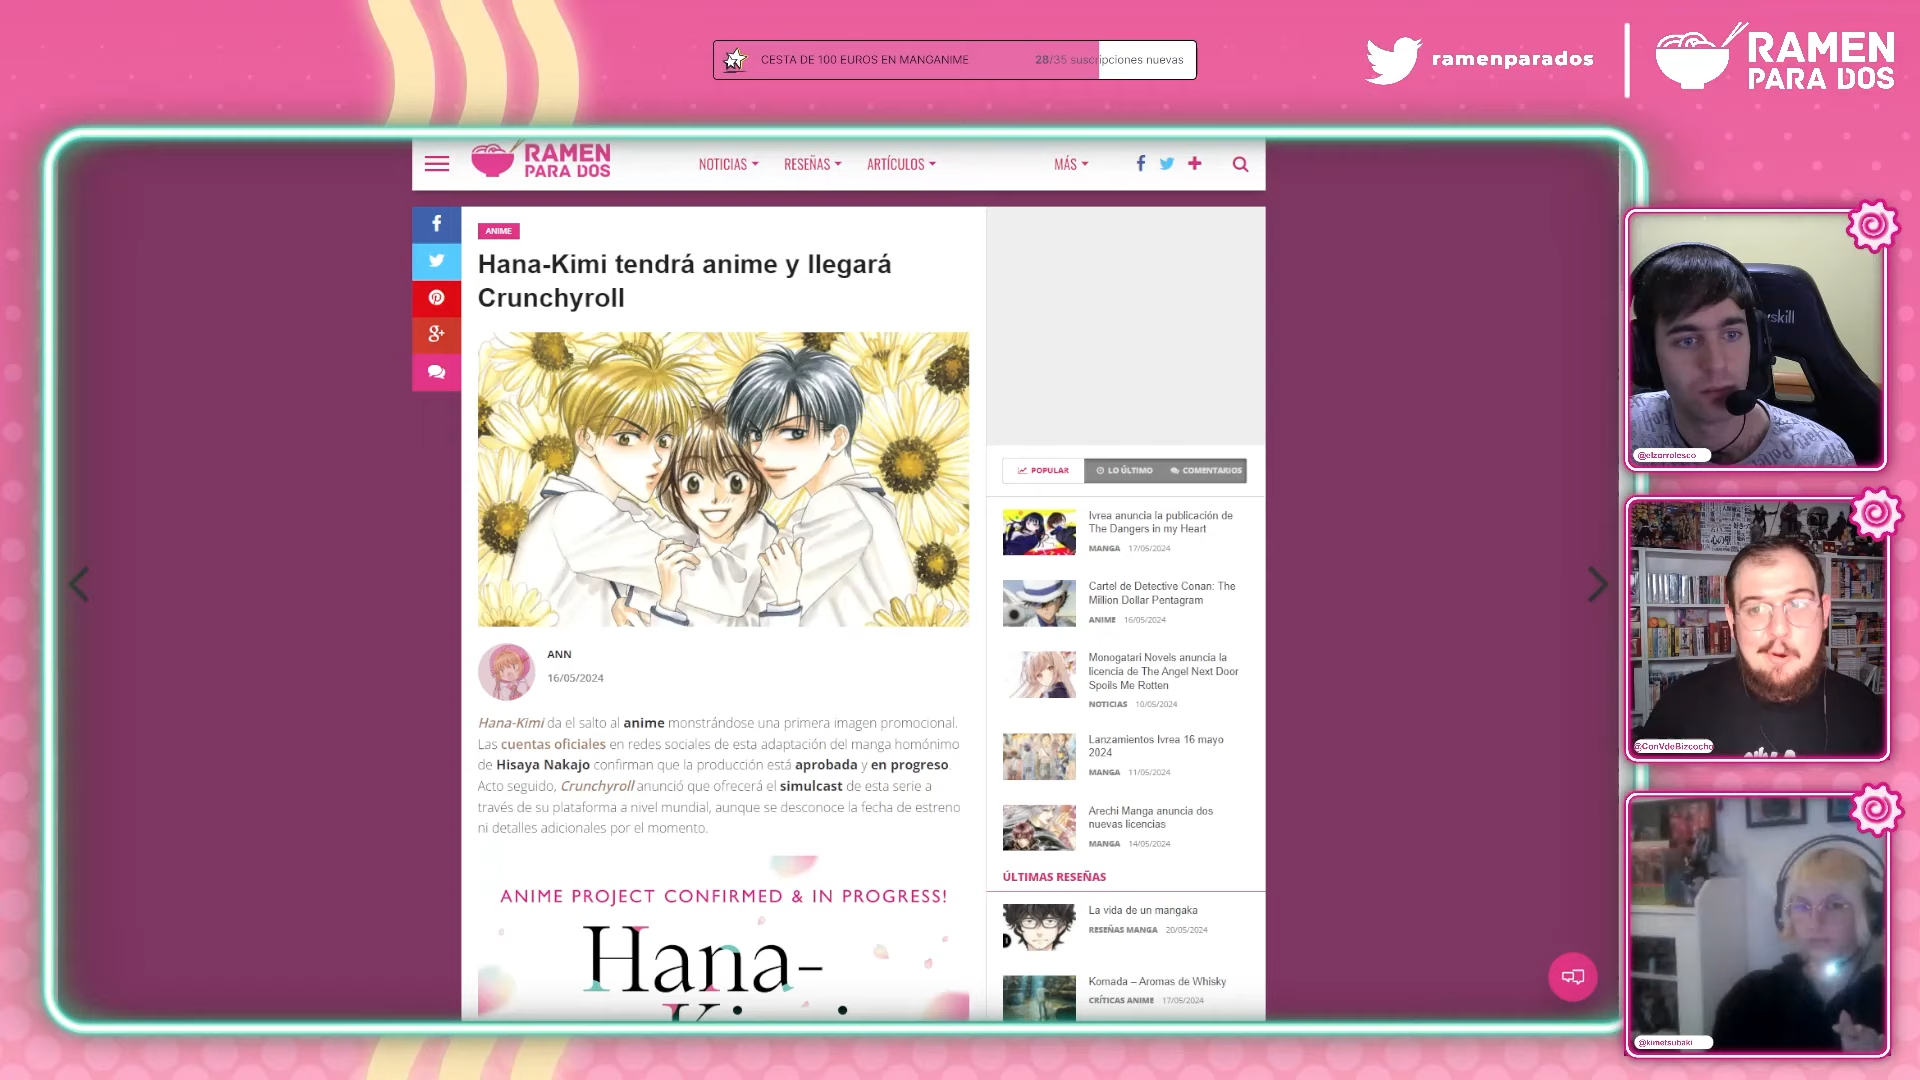 CESTA DE 100 EUROS EN MANGANIME
28/35 suscripciones nuevas
ramenparados
RAMEN
PARA DOS
RAMEN
PARA DOS
NOTICIAS
RESEÑAS
ARTÍCULOS
MÁS
ANIME
Hana-Kimi tendrá anime y llegará
Crunchyroll
ANN
16/05/2024
Hana-Kimi da el salto al anime monstrándose una primera imagen promocional.
Las cuentas oficiales en redes sociales de esta adaptación del manga homónimo
de Hisaya Nakajo confirman que la producción está aprobada y en progreso.
Acto seguido, Crunchyroll anunció que ofrecerá el simulcast de esta serie a
través de su plataforma a nivel mundial, aunque se desconoce la fecha de estreno
ni detalles adicionales por el momento.
ANIME PROJECT CONFIRMED & IN PROGRESS!
Hana-
Kimi
POPULAR
LO ÚLTIMO
COMENTARIOS
Ivrea anuncia la publicación de
The Dangers in my Heart
MANGA 17/05/2024
Cartel de Detective Conan: The
Million Dollar Pentagram
ANIME 16/05/2024
Monogatari Novels anuncia la
licencia de The Angel Next Door
Spoils Me Rotten
NOTICIAS 10/05/2024
Lanzamientos Ivrea 16 mayo
2024
MANGA 11/05/2024
Arechi Manga anuncia dos
nuevas licencias
MANGA 14/05/2024
ÚLTIMAS RESEÑAS
La vida de un mangaka
RESEÑAS MANGA 20/05/2024
Komada – Aromas de Whisky
CRÍTICAS ANIME 17/05/2024
@elzorrolesco
@ConVdeBizcocho
@kimetsubaki